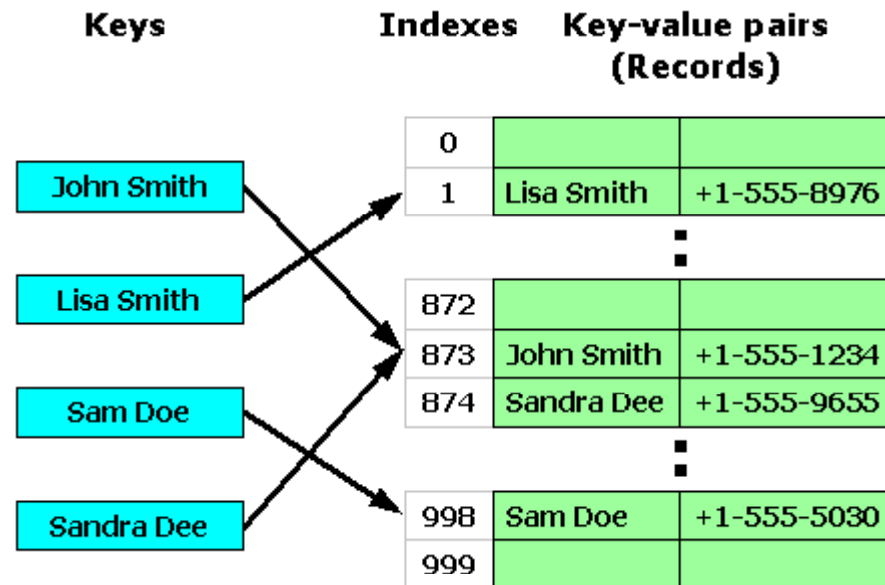 Keys
Indexes
Key-value pairs
(Records)
John Smith
Lisa Smith
Sam Doe
Sandra Dee
0
1 Lisa Smith +1-555-8976
872
873 John Smith +1-555-1234
874 Sandra Dee +1-555-9655
998 Sam Doe +1-555-5030
999